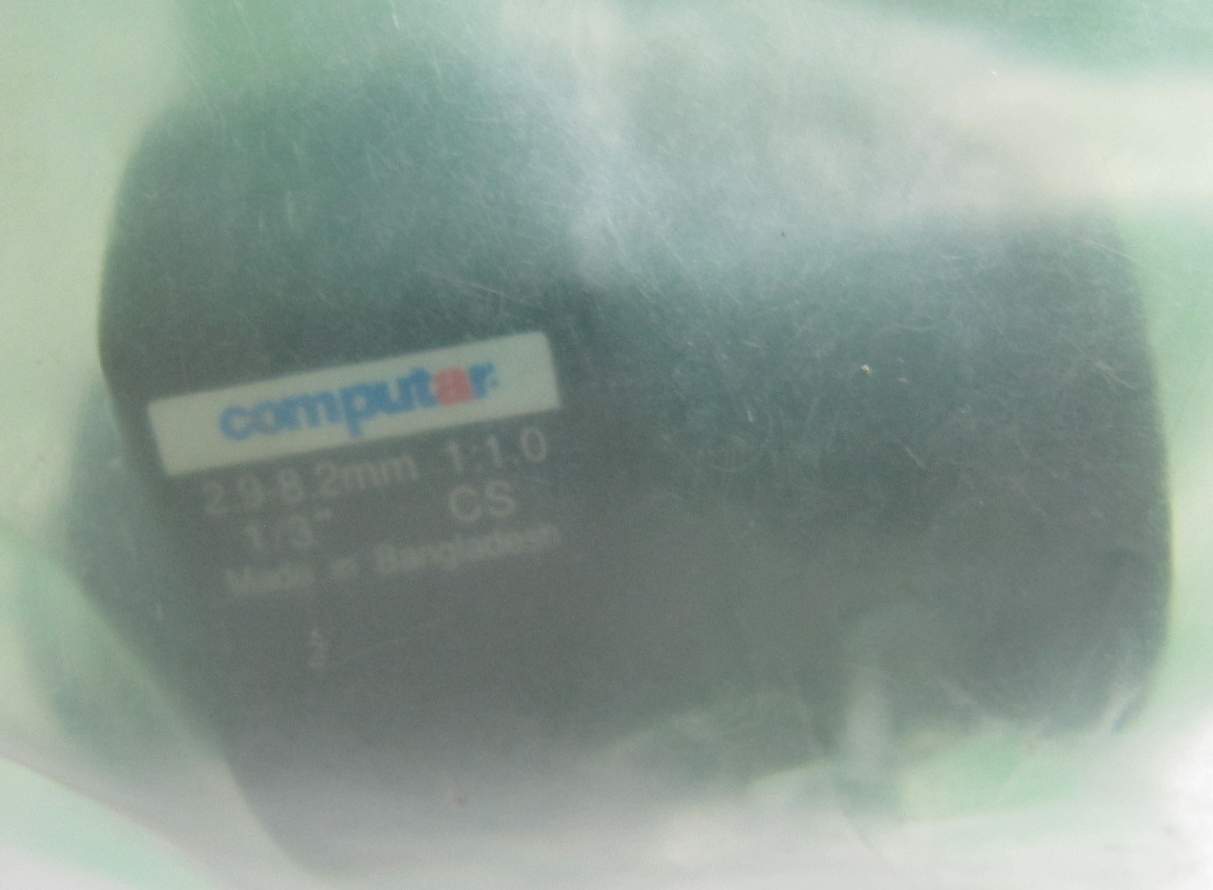 computar
2.9-8.2mm 1:1.0
1/3" CS
Made in Bangladesh